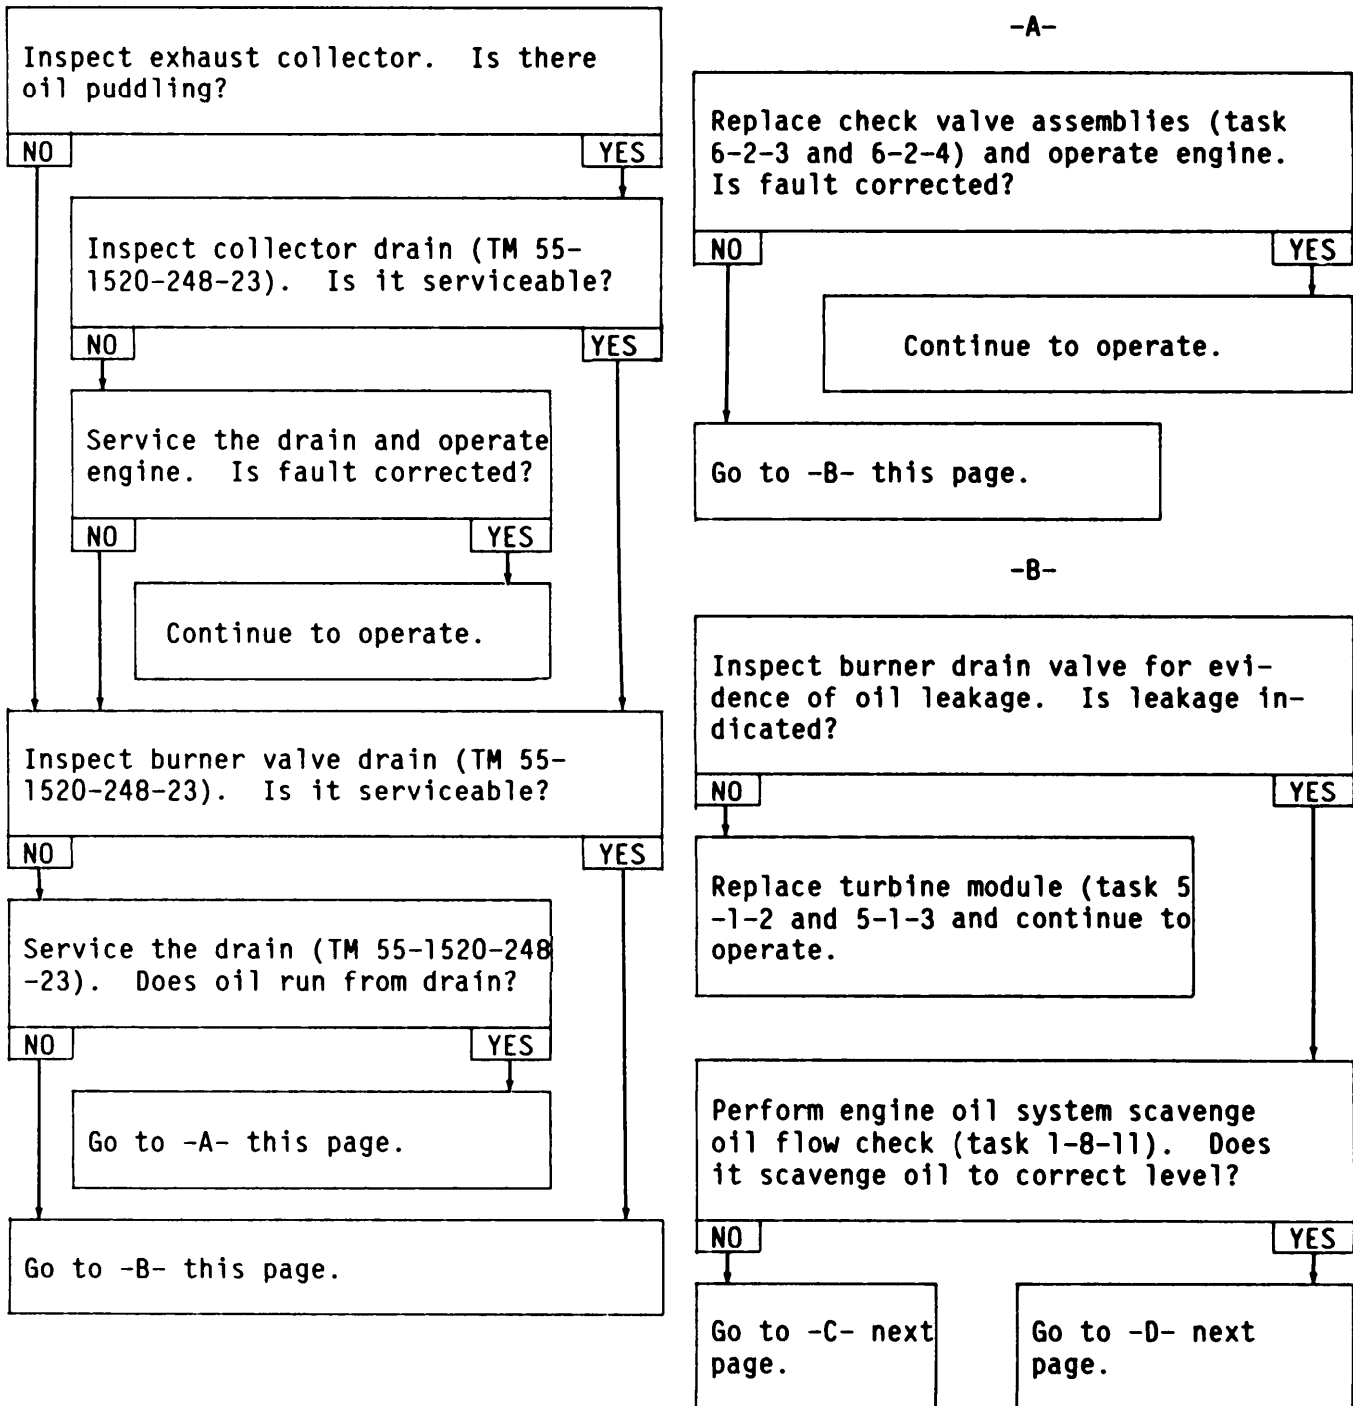 Inspect exhaust collector.  Is there
oil puddling?
NO
YES
Inspect collector drain (TM 55-
1520-248-23).  Is it serviceable?
NO
YES
Service the drain and operate
engine.  Is fault corrected?
NO
YES
Continue to operate.
Inspect burner valve drain (TM 55-
1520-248-23).  Is it serviceable?
NO
YES
Service the drain (TM 55-1520-248
-23).  Does oil run from drain?
NO
YES
Go to -A- this page.
Go to -B- this page.
-A-
Replace check valve assemblies (task
6-2-3 and 6-2-4) and operate engine.
Is fault corrected?
NO
YES
Continue to operate.
Go to -B- this page.
-B-
Inspect burner drain valve for evi-
dence of oil leakage.  Is leakage in-
dicated?
NO
YES
Replace turbine module (task 5
-1-2 and 5-1-3 and continue to
operate.
Perform engine oil system scavenge
oil flow check (task 1-8-11).  Does
it scavenge oil to correct level?
NO
YES
Go to -C- next
page.
Go to -D- next
page.